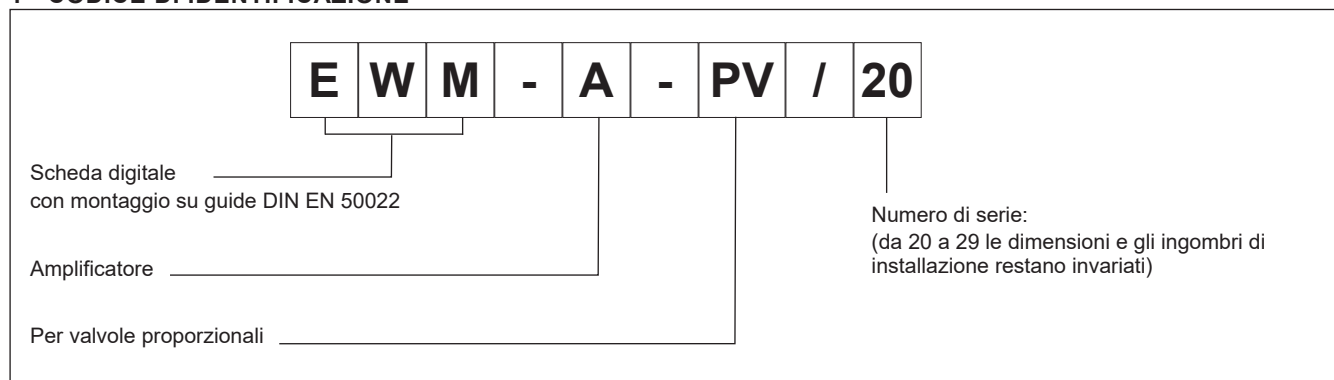 E W M - A - PV / 20
Scheda digitale
con montaggio su guide DIN EN 50022
Numero di serie:
(da 20 a 29 le dimensioni e gli ingombri di
installazione restano invariati)
Amplificatore
Per valvole proporzionali